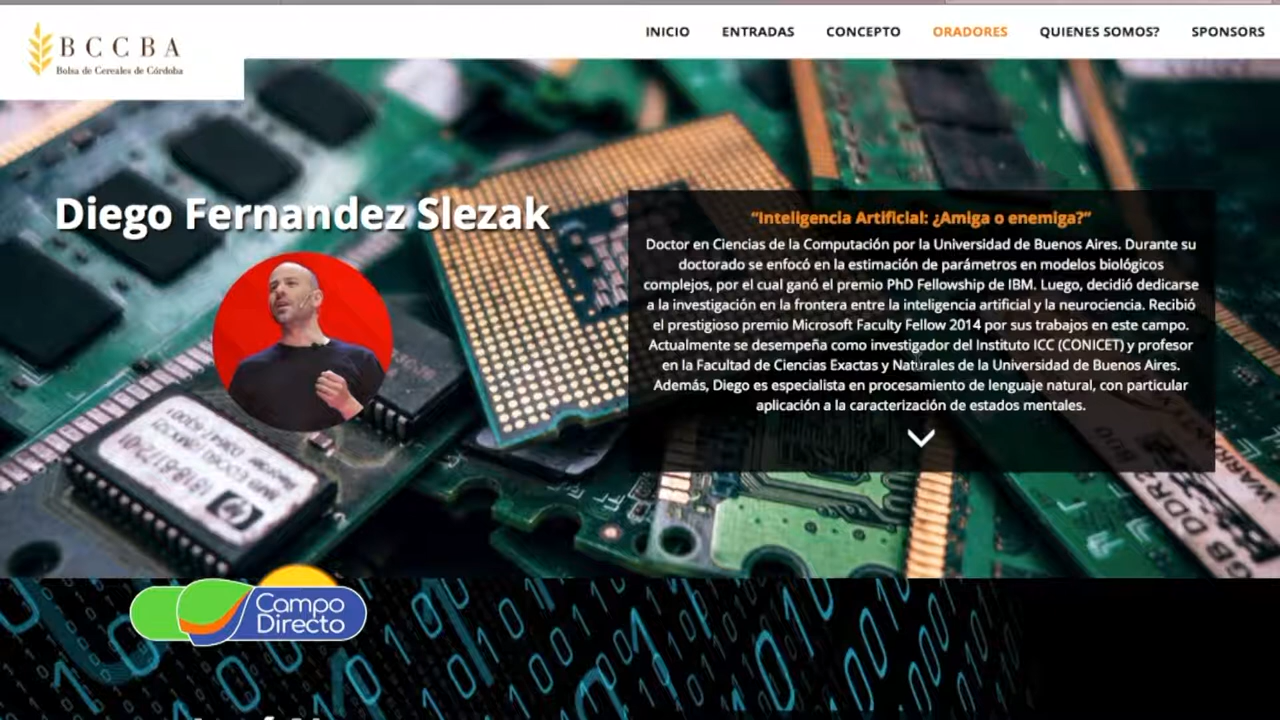 BCCBA
Bolsa de Cereales de Córdoba
INICIO
ENTRADAS
CONCEPTO
ORADORES
QUIENES SOMOS?
SPONSORS
Diego Fernandez Slezak
“Inteligencia Artificial: ¿Amiga o enemiga?”
Doctor en Ciencias de la Computación por la Universidad de Buenos Aires. Durante su
doctorado se enfocó en la estimación de parámetros en modelos biológicos
complejos, por el cual ganó el premio PhD Fellowship de IBM. Luego, decidió dedicarse
a la investigación en la frontera entre la inteligencia artificial y la neurociencia. Recibió
el prestigioso premio Microsoft Faculty Fellow 2014 por sus trabajos en este campo.
Actualmente se desempeña como investigador del Instituto ICC (CONICET) y profesor
en la Facultad de Ciencias Exactas y Naturales de la Universidad de Buenos Aires.
Además, Diego es especialista en procesamiento de lenguaje natural, con particular
aplicación a la caracterización de estados mentales.
hp
Campo
Directo